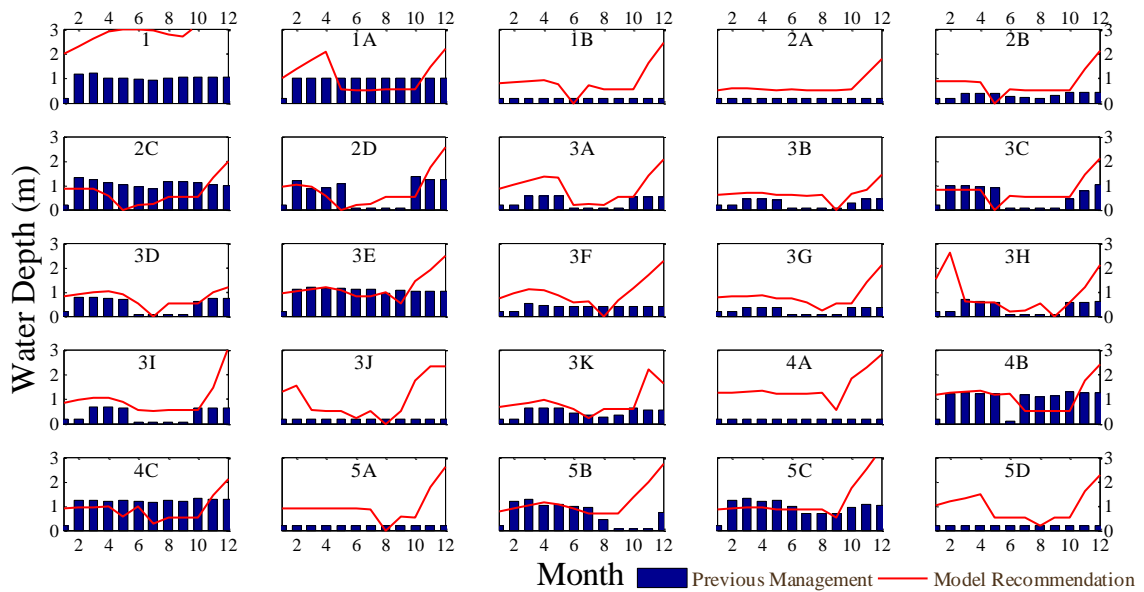 2 4 6 8 10 12 2 4 6 8 10 12 2 4 6 8 10 12 2 4 6 8 10 12 2 4 6 8 10 12
3 1 1A 1B 2A 2B 3
2 2
1 1
0 0
3 2C 2D 3A 3B 3C 3
2 2
1 1
0 0
3 3D 3E 3F 3G 3H 3
2 2
1 1
0 0
3 3I 3J 3K 4A 4B 3
2 2
1 1
0 0
3 4C 5A 5B 5C 5D 3
2 2
1 1
0 0
2 4 6 8 10 12 2 4 6 8 10 12 2 4 6 8 10 12 2 4 6 8 10 12 2 4 6 8 10 12
Water Depth (m)
Month
Previous Management
Model Recommendation